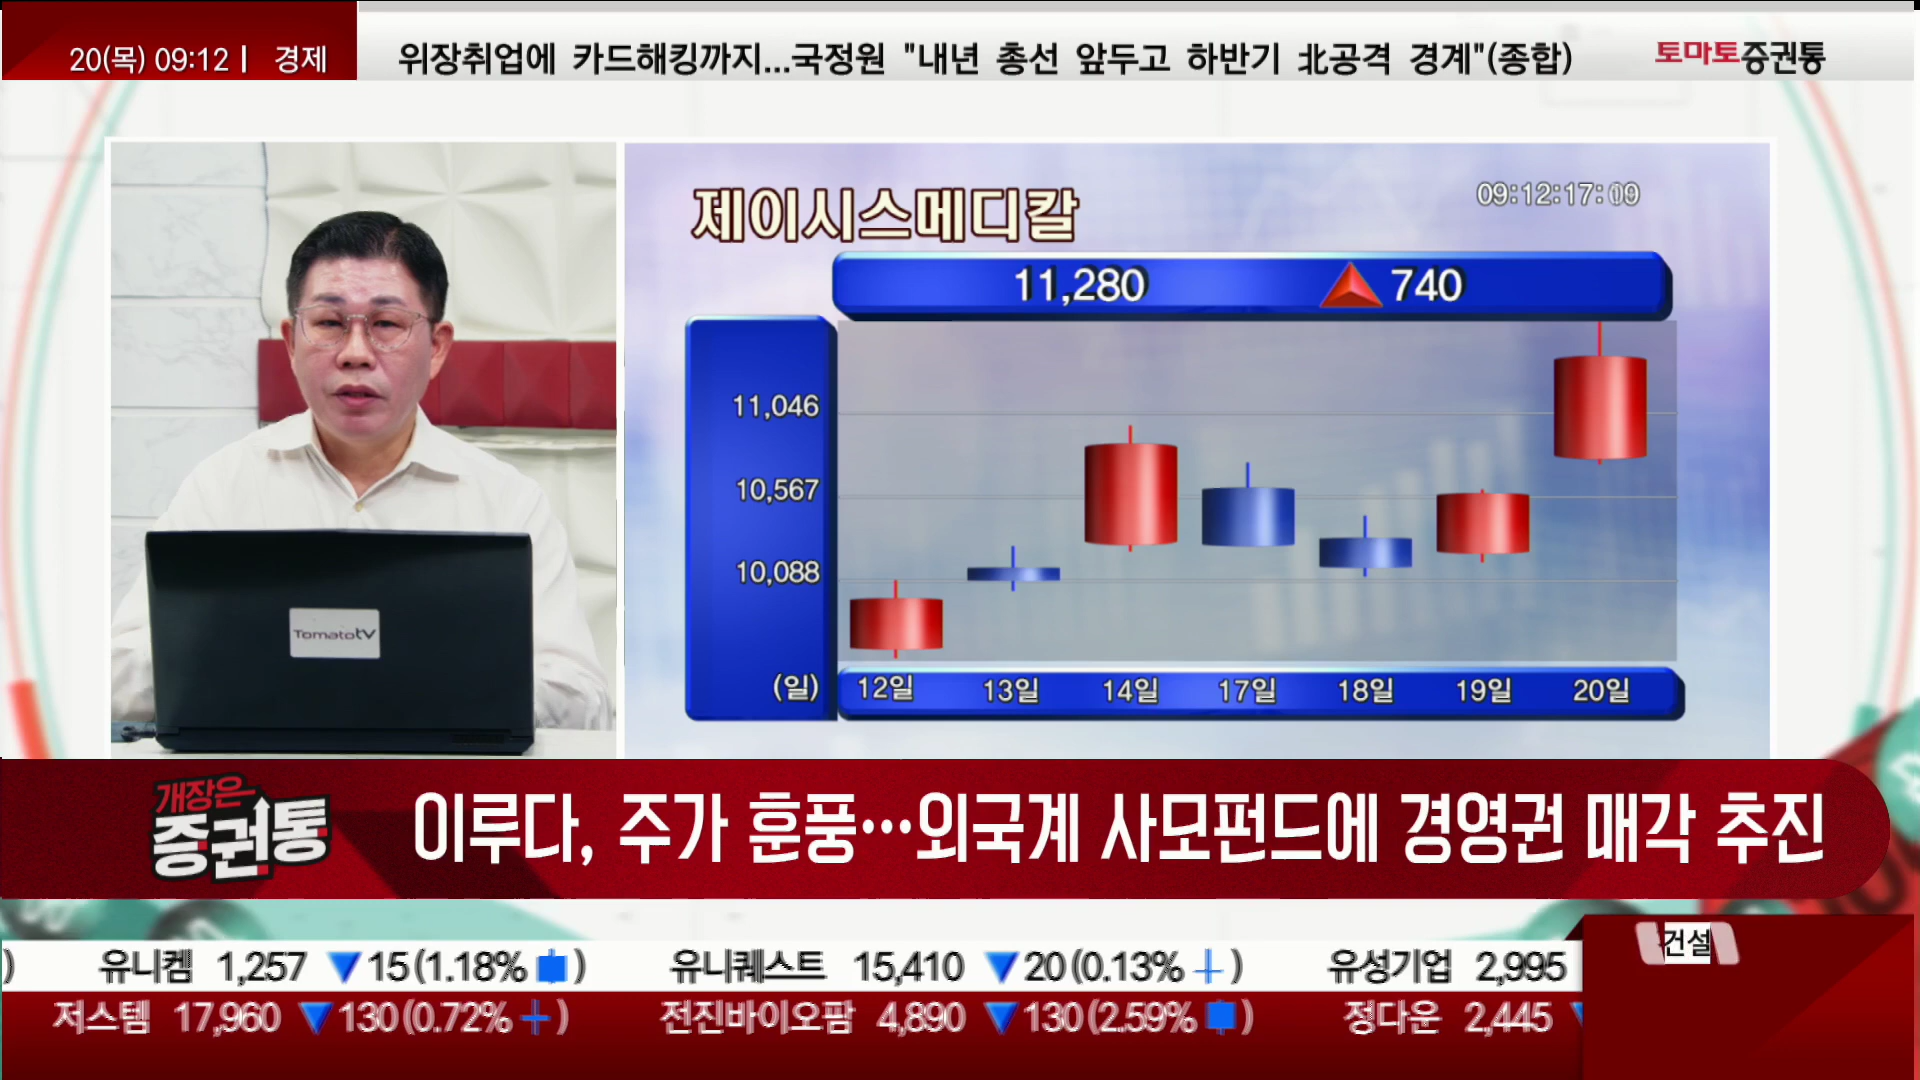 20(목) 09:12 | 경제
위장취업에 카드해킹까지...국정원 "내년 총선 앞두고 하반기 北공격 경계"(종합)
토마토증권통
제이시스메디칼
09:12:17:09
11,280 ▲ 740
11,046
10,567
10,088
(일) 12일 13일 14일 17일 18일 19일 20일
TomatoTV
개장은
증권통
이루다, 주가 훈풍…외국계 사모펀드에 경영권 매각 추진
) 유니켐 1,257 ▼15(1.18% ■) 유니퀘스트 15,410 ▼20(0.13% +) 유성기업 2,995
건설
저스템 17,960 ▼130(0.72% +) 전진바이오팜 4,890 ▼130(2.59% ■) 정다운 2,445